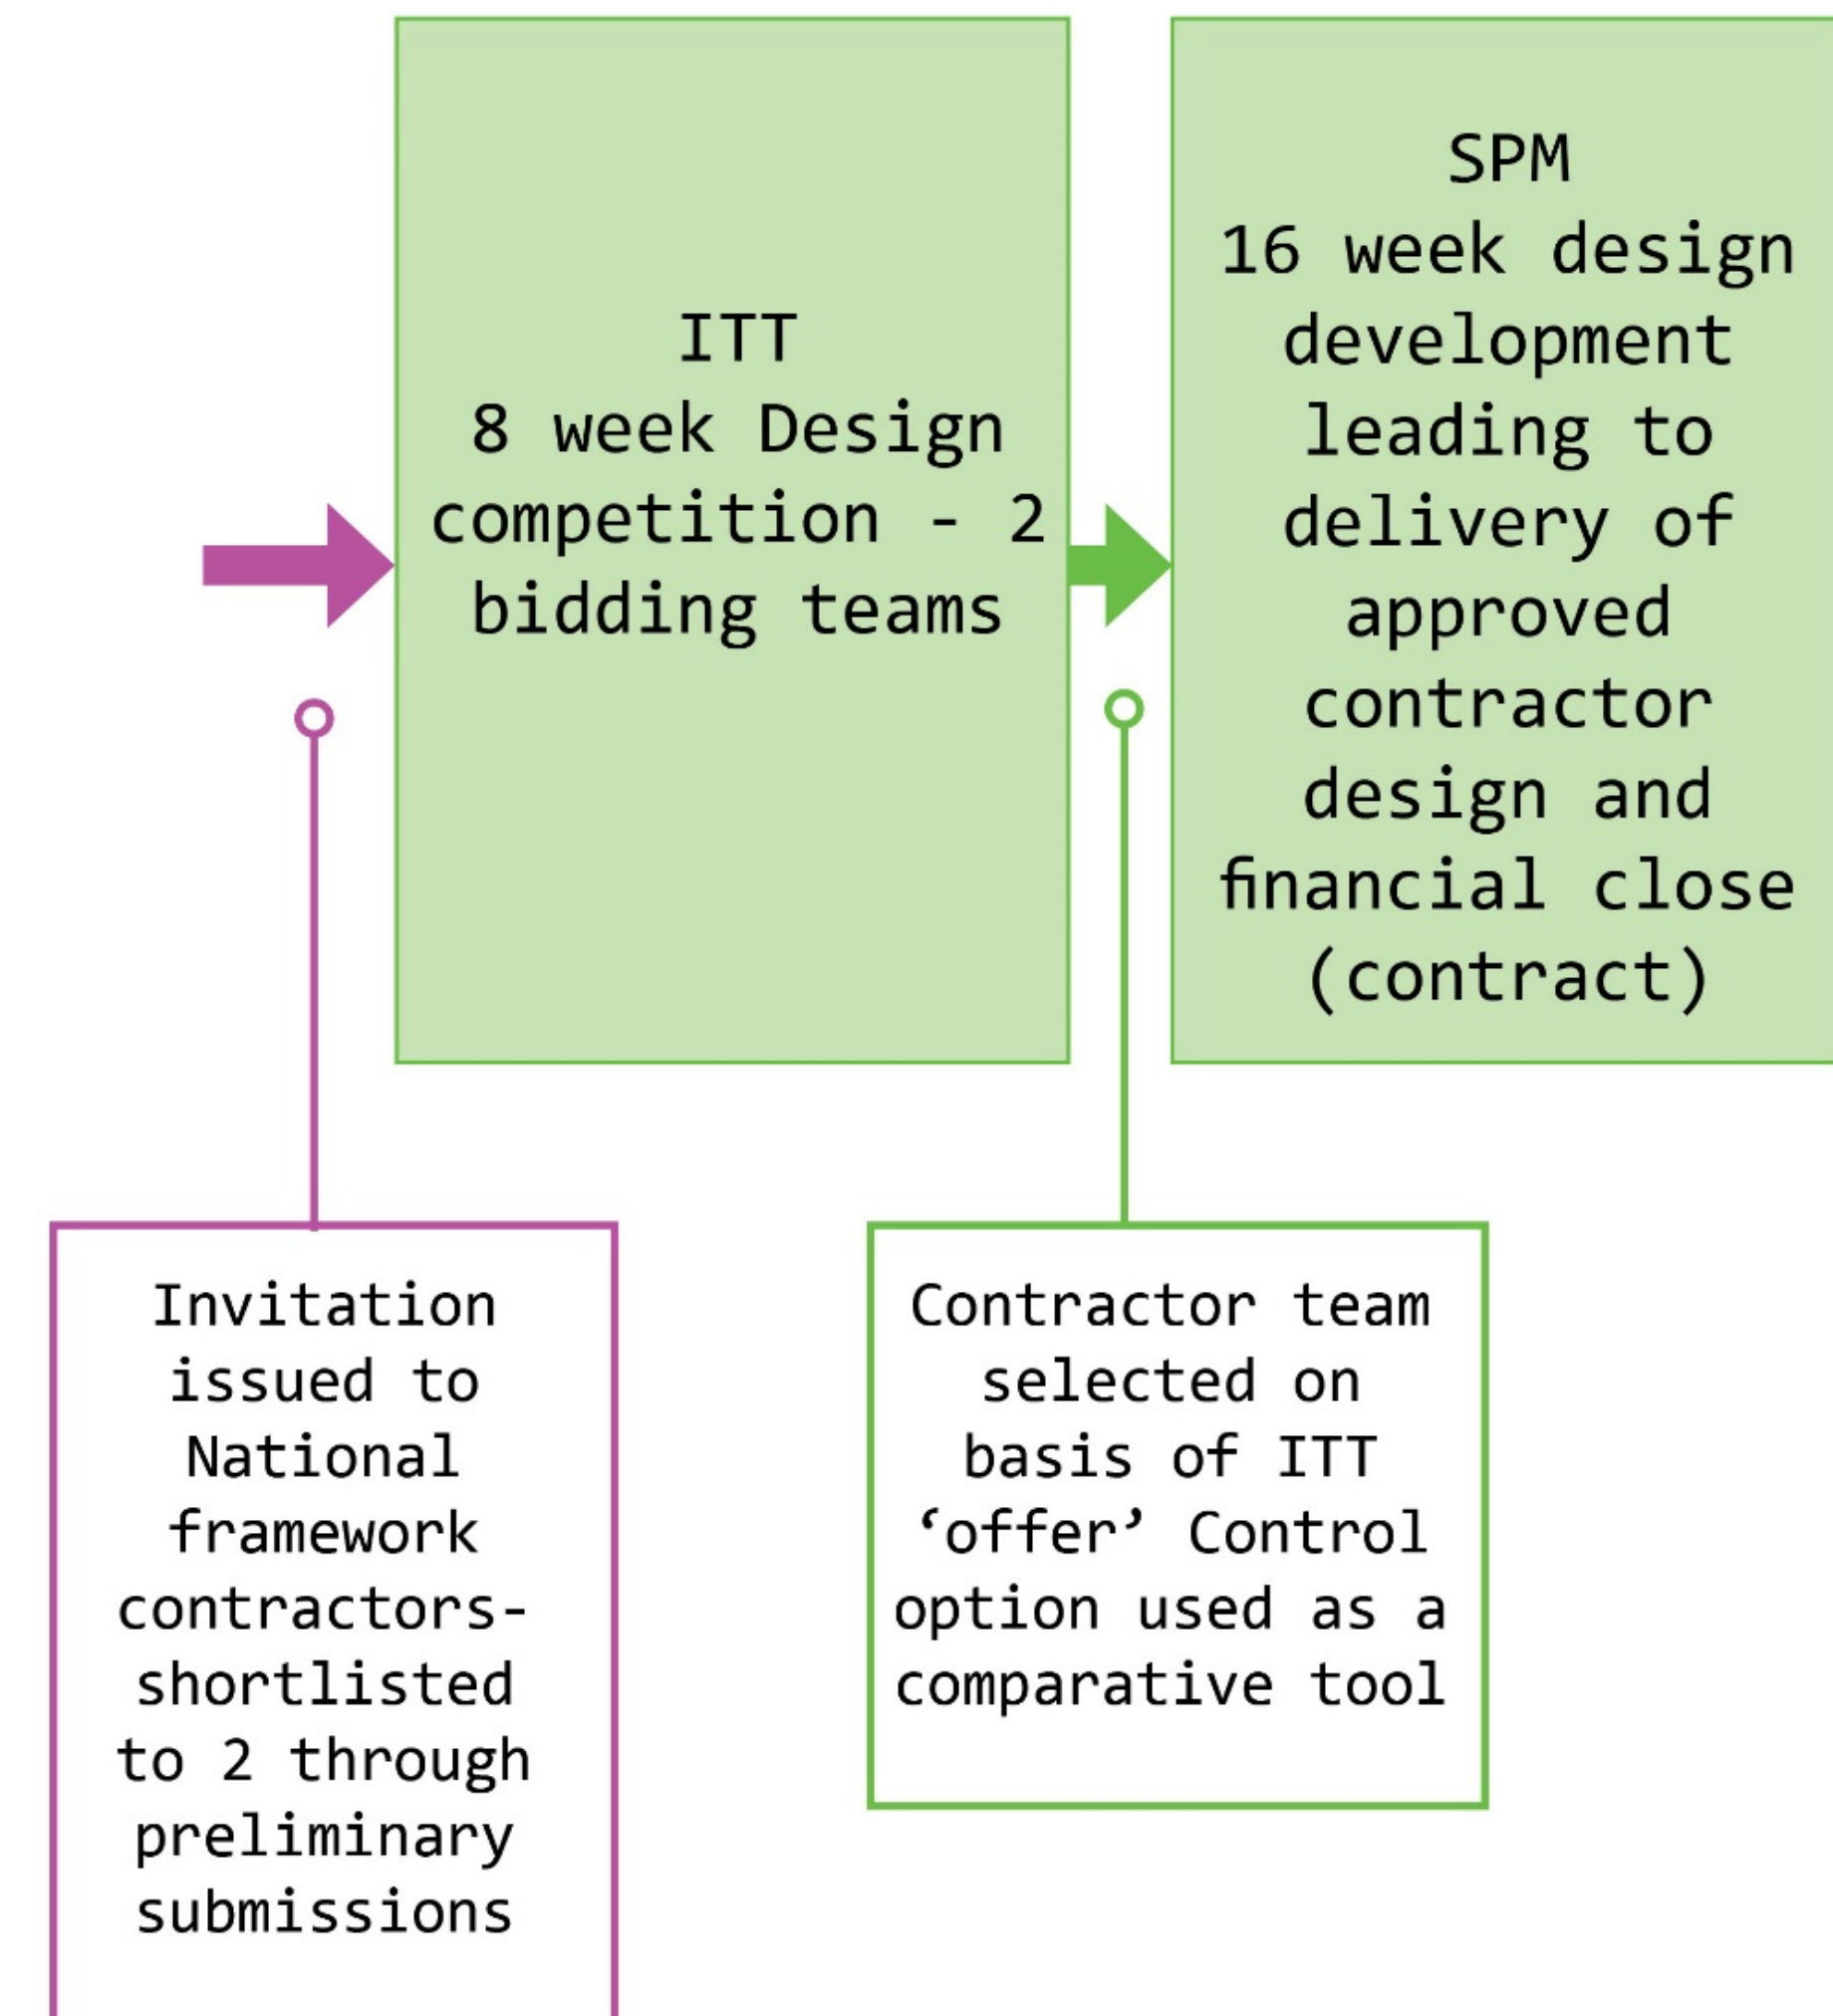 ITT
8 week Design
competition - 2
bidding teams
SPM
16 week design
development
leading to
delivery of
approved
contractor
design and
financial close
(contract)
Invitation
issued to
National
framework
contractors-
shortlisted
to 2 through
preliminary
submissions
Contractor team
selected on
basis of ITT
‘offer’ Control
option used as a
comparative tool